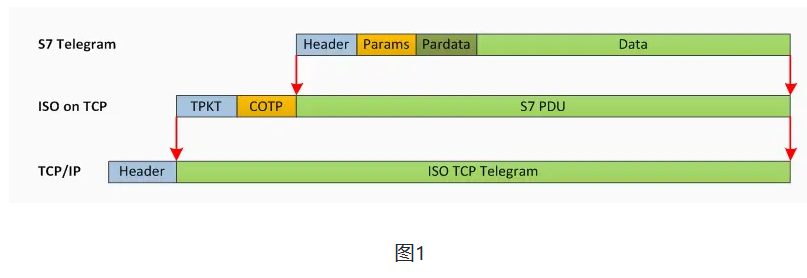 S7 Telegram Header Params Pardata Data
ISO on TCP TPKT COTP S7 PDU
TCP/IP Header ISO TCP Telegram
图1